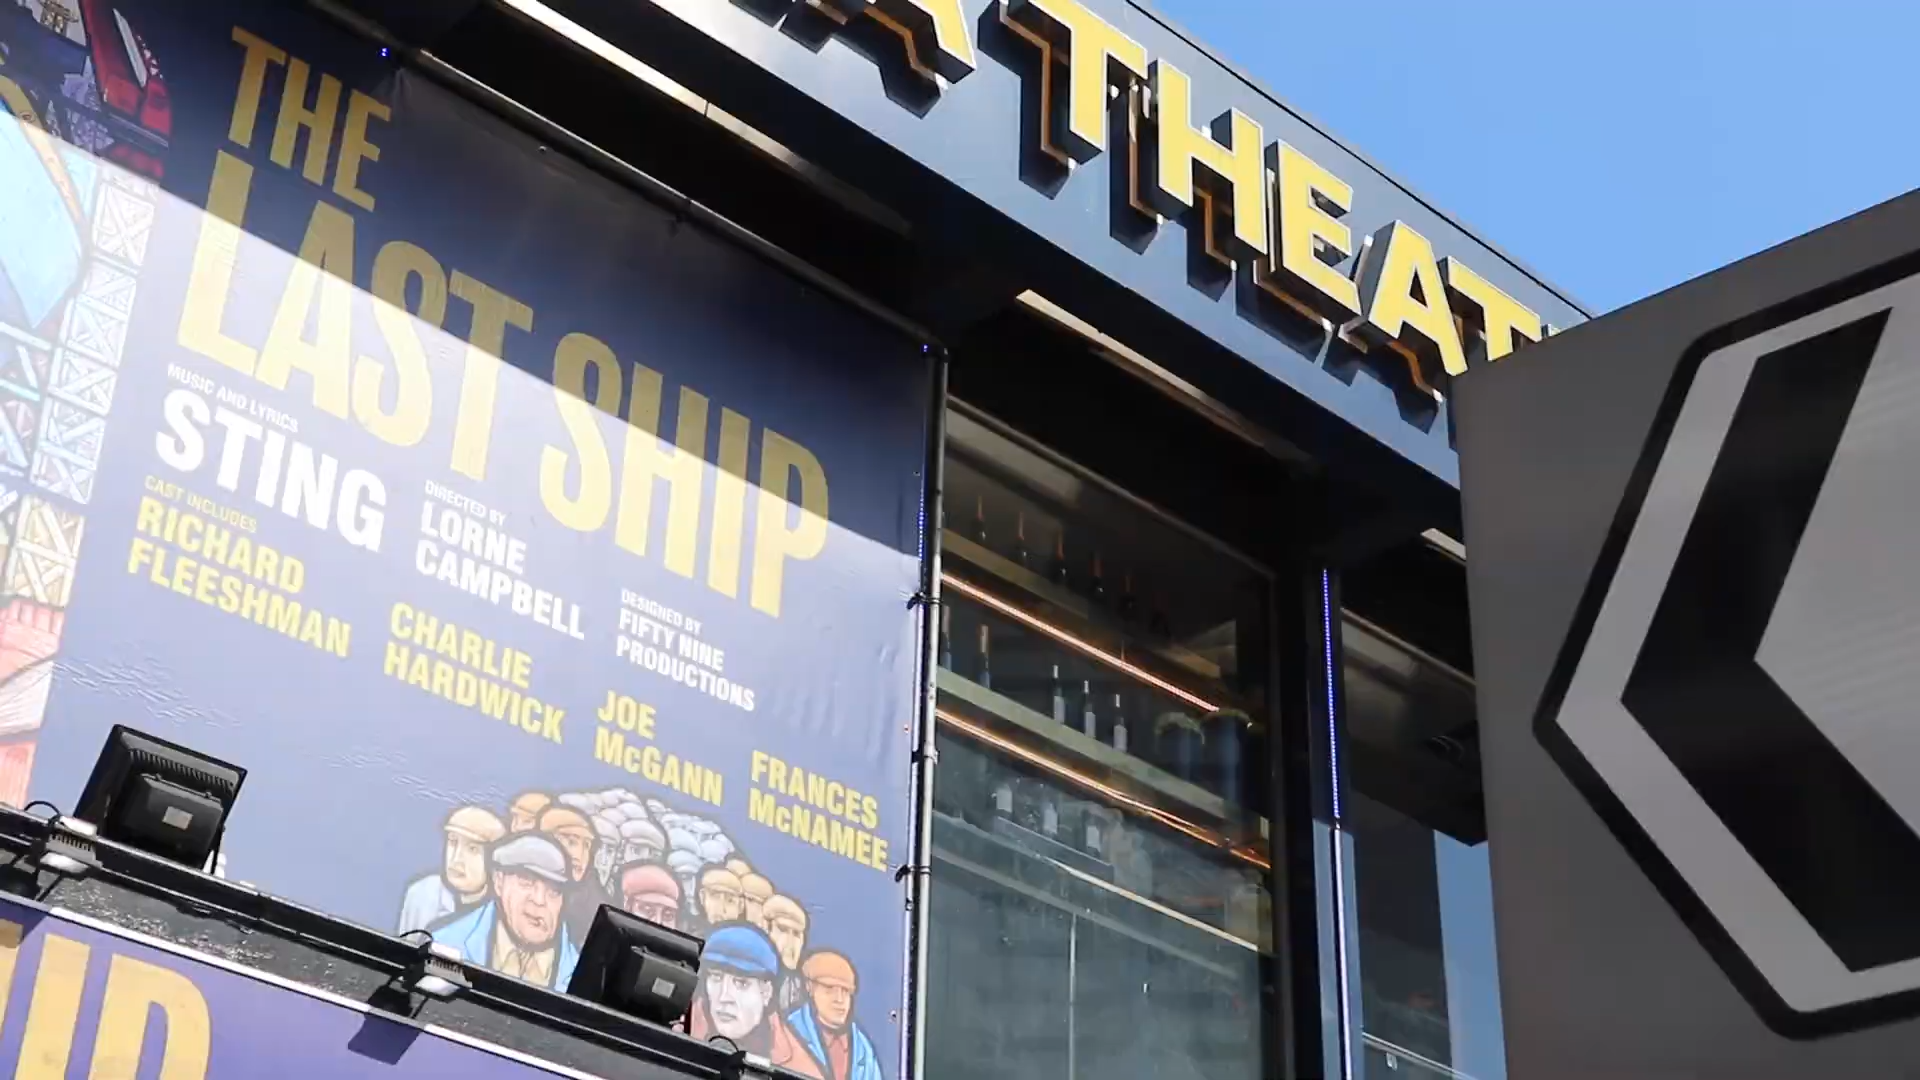 A THEAT
THE
LAST SHIP
MUSIC AND LYRICS
STING
DIRECTED BY
LORNE
CAMPBELL
DESIGNED BY
FIFTY NINE
PRODUCTIONS
CAST INCLUDES
RICHARD
FLEESHMAN
CHARLIE
HARDWICK
JOE
McGANN
FRANCES
McNAMEE
IP